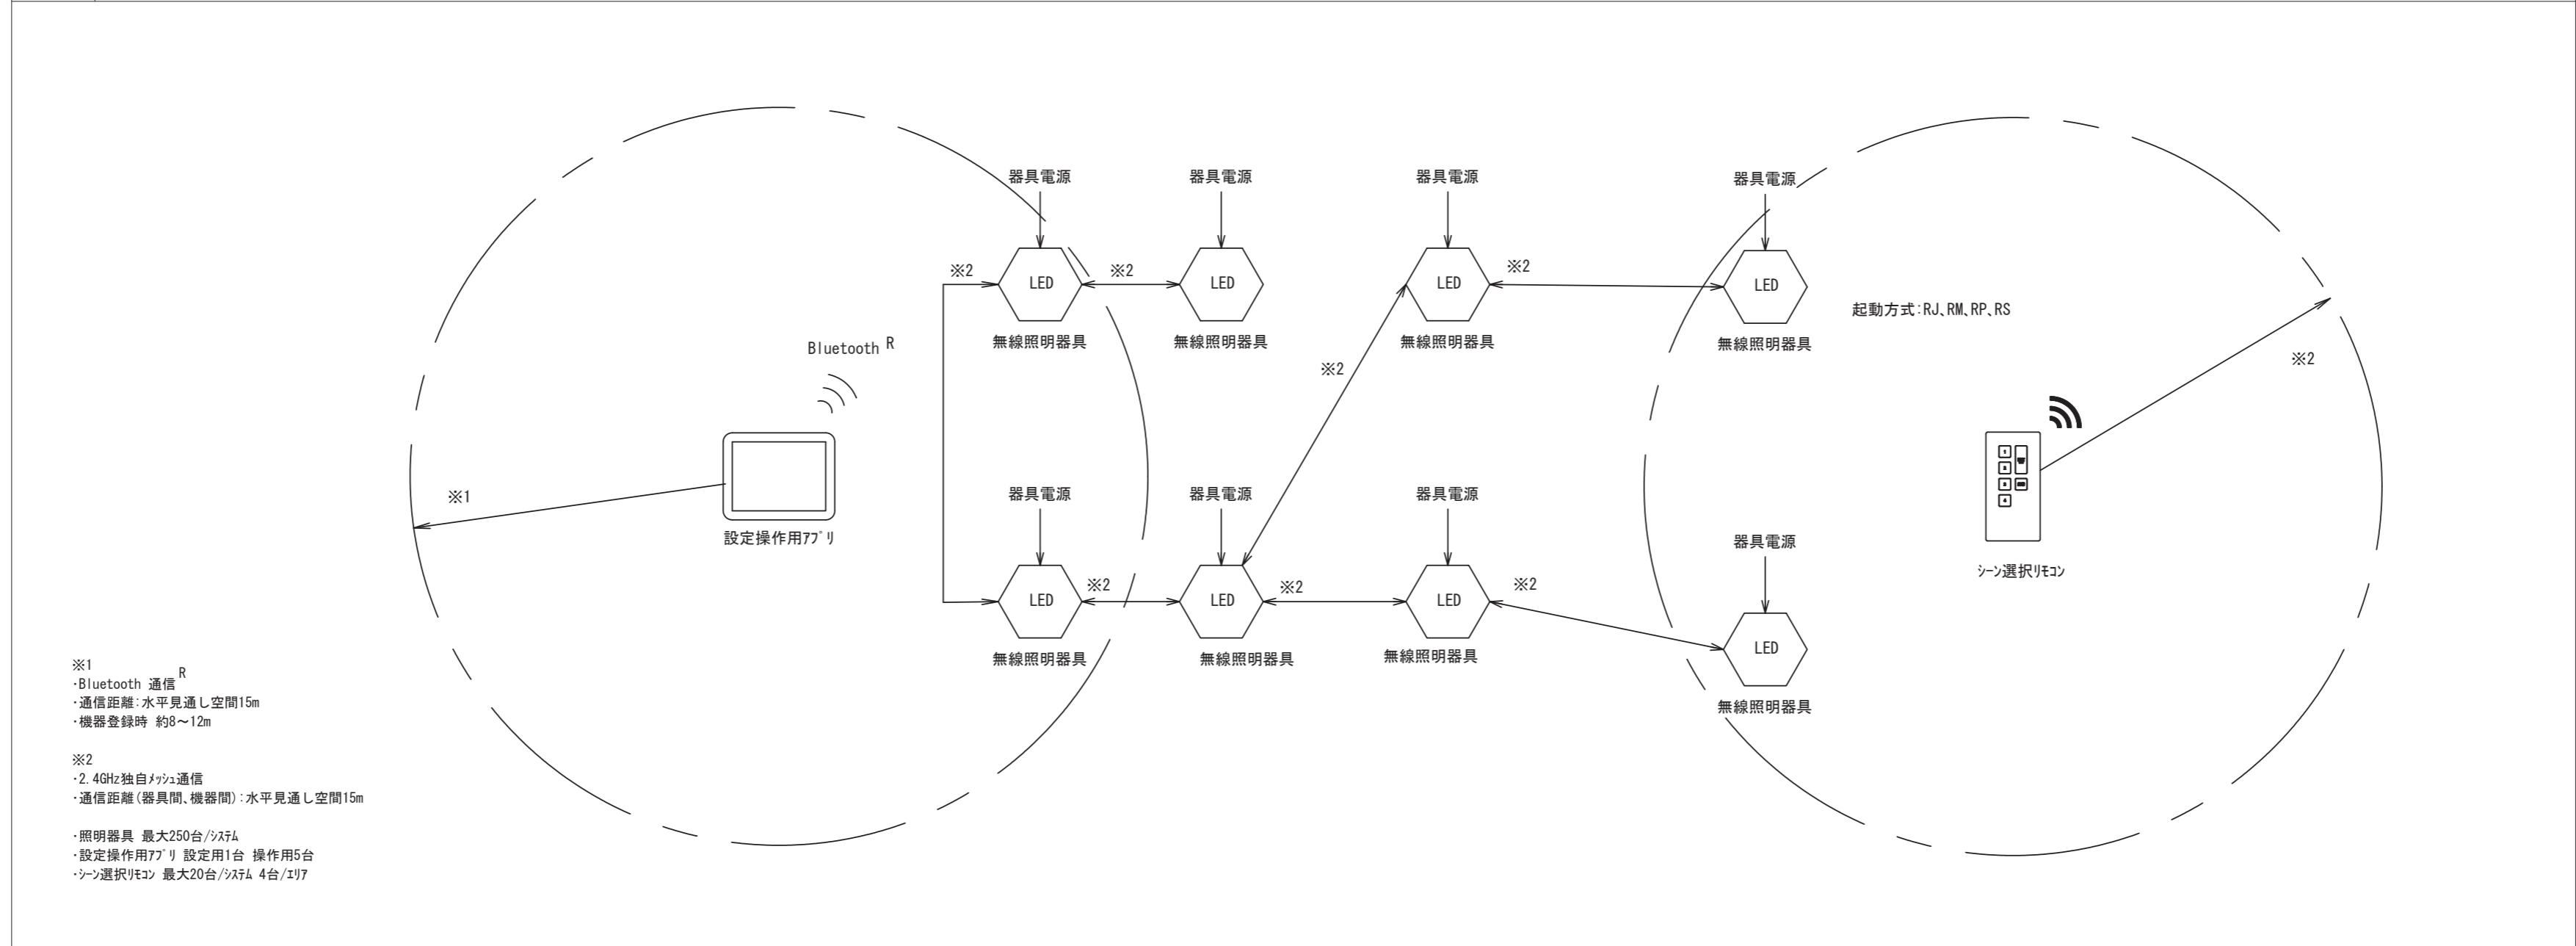 器具電源
器具電源
器具電源
器具電源
※2
LED
※2
LED
LED
※2
LED
無線照明器具
無線照明器具
無線照明器具
無線照明器具
起動方式:RJ、RM、RP、RS
Bluetooth R
※2
※2
※1
設定操作用ｱﾌﾟﾘ
器具電源
器具電源
器具電源
器具電源
1
2
3
4
ｼｰﾝ選択ﾘﾓｺﾝ
LED
※2
LED
※2
LED
※2
LED
無線照明器具
無線照明器具
無線照明器具
無線照明器具
※1
･Bluetooth 通信 R
･通信距離:水平見通し空間15m
･機器登録時 約8～12m
※2
･2.4GHz独自ﾒｯｼｭ通信
･通信距離(器具間､機器間):水平見通し空間15m
･照明器具 最大250台/ｼｽﾃﾑ
･設定操作用ｱﾌﾟﾘ 設定用1台 操作用5台
･ｼｰﾝ選択ﾘﾓｺﾝ 最大20台/ｼｽﾃﾑ 4台/ｴﾘｱ